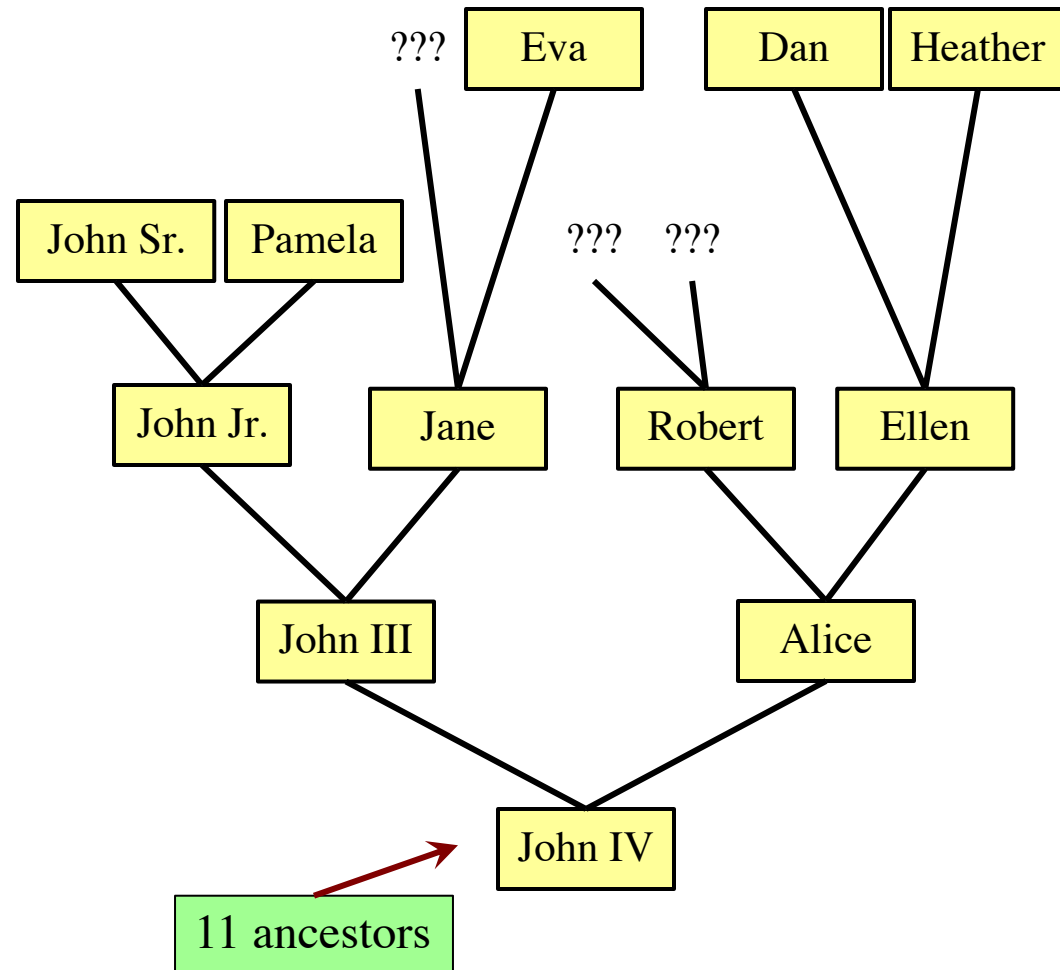 ??? Eva Dan Heather
John Sr. Pamela ??? ???
John Jr. Jane Robert Ellen
John III Alice
John IV
11 ancestors